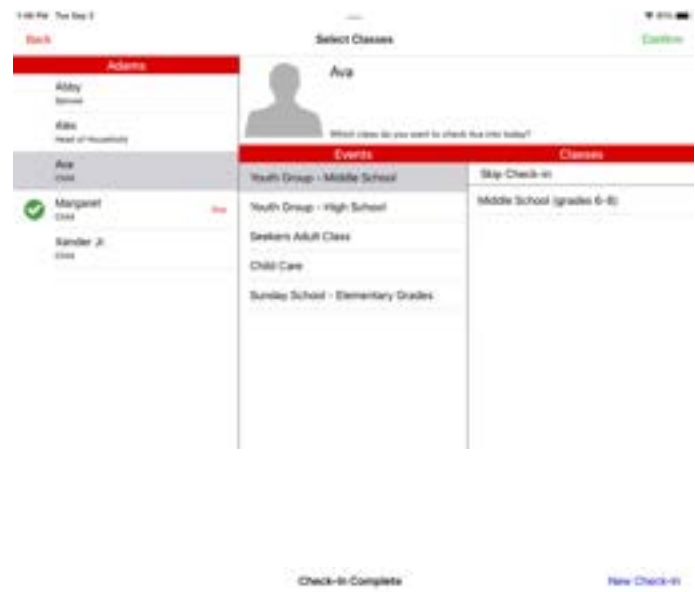 Back
Select Classes
Confirm
Adams
Abby
Spouse
Alex
Head of Household
Ava
Child
Margaret
Child
Xander Jr.
Child
Ava
Which class do you want to check Ava into today?
Events
Youth Group - Middle School
Youth Group - High School
Seekers Adult Class
Child Care
Sunday School - Elementary Grades
Classes
Skip Check-in
Middle School (grades 6-8)
Check-In Complete
New Check-in